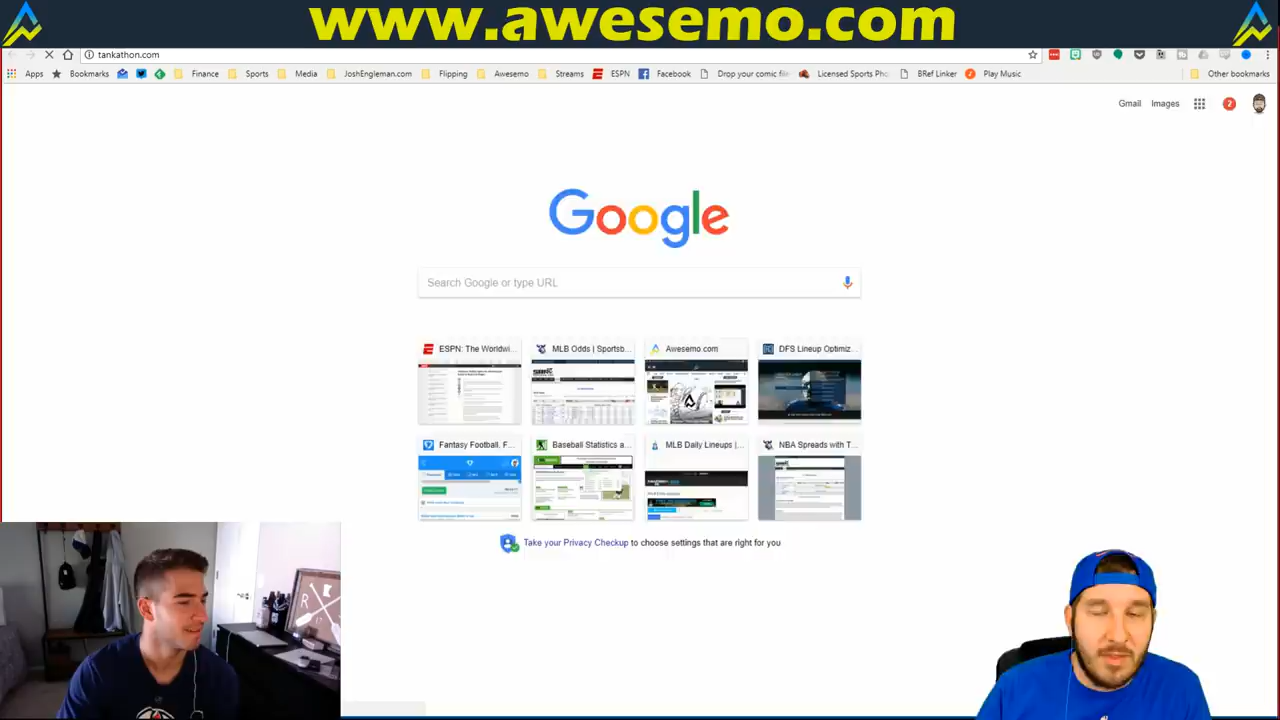 www.awesemo.com
tankathon.com
Apps Bookmarks Finance Sports Media JoshEngleman.com Flipping Awesemo Streams ESPN Facebook Drop your comic fil Licensed Sports Pho BRef Linker Play Music Other bookmarks
Gmail Images 2
Google
Search Google or type URL
ESPN: The Worldwi... MLB Odds | Sportsb... Awesemo.com DFS Lineup Optimiz...
Fantasy Football, F... Baseball Statistics a... MLB Daily Lineups |... NBA Spreads with T...
Take your Privacy Checkup to choose settings that are right for you
R